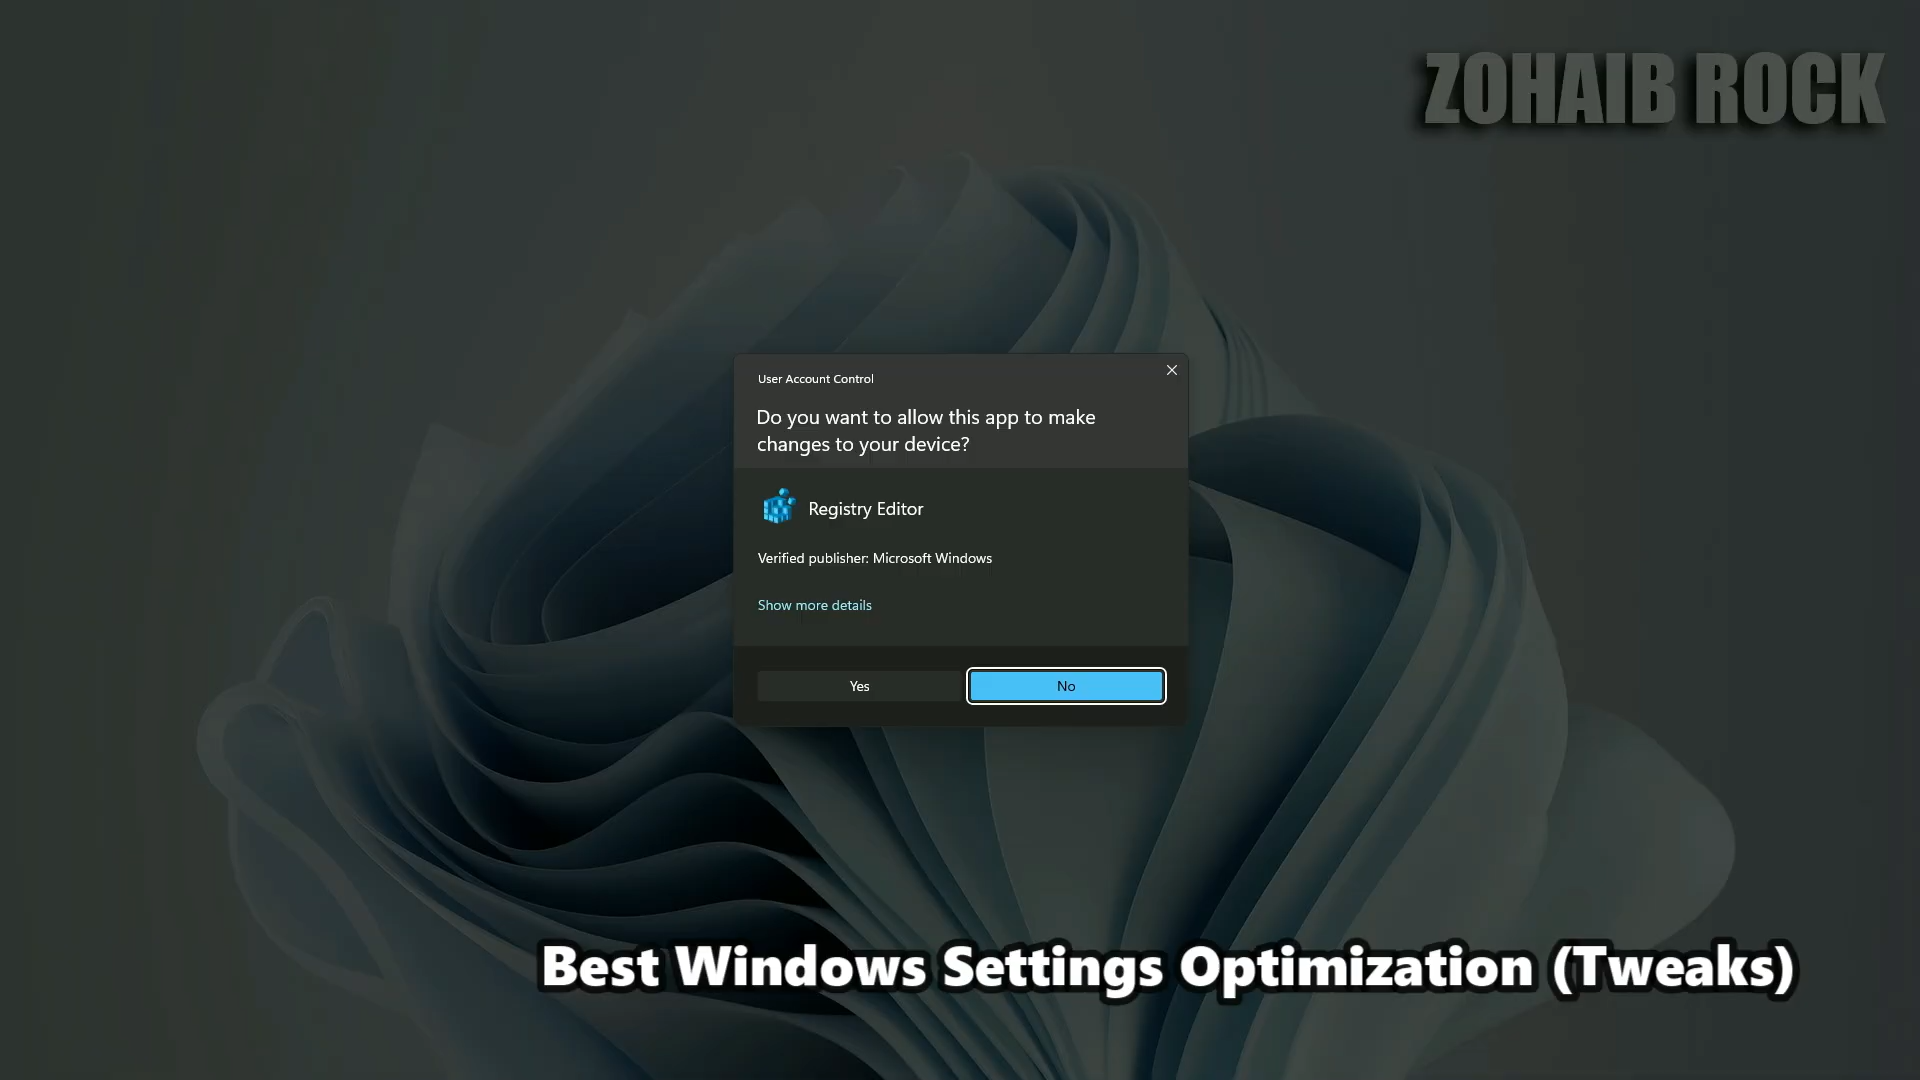 ZOHAIB ROCK
User Account Control
Do you want to allow this app to make
changes to your device?
Registry Editor
Verified publisher: Microsoft Windows
Show more details
Yes
No
Best Windows Settings Optimization (Tweaks)